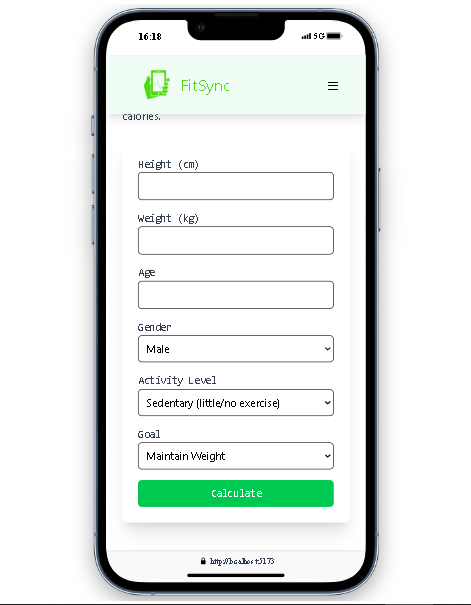 16:18
5G
FitSync
calories.
Height (cm)
Weight (kg)
Age
Gender
Male
Activity Level
Sedentary (little/no exercise)
Goal
Maintain Weight
Calculate
http://localhost:5173